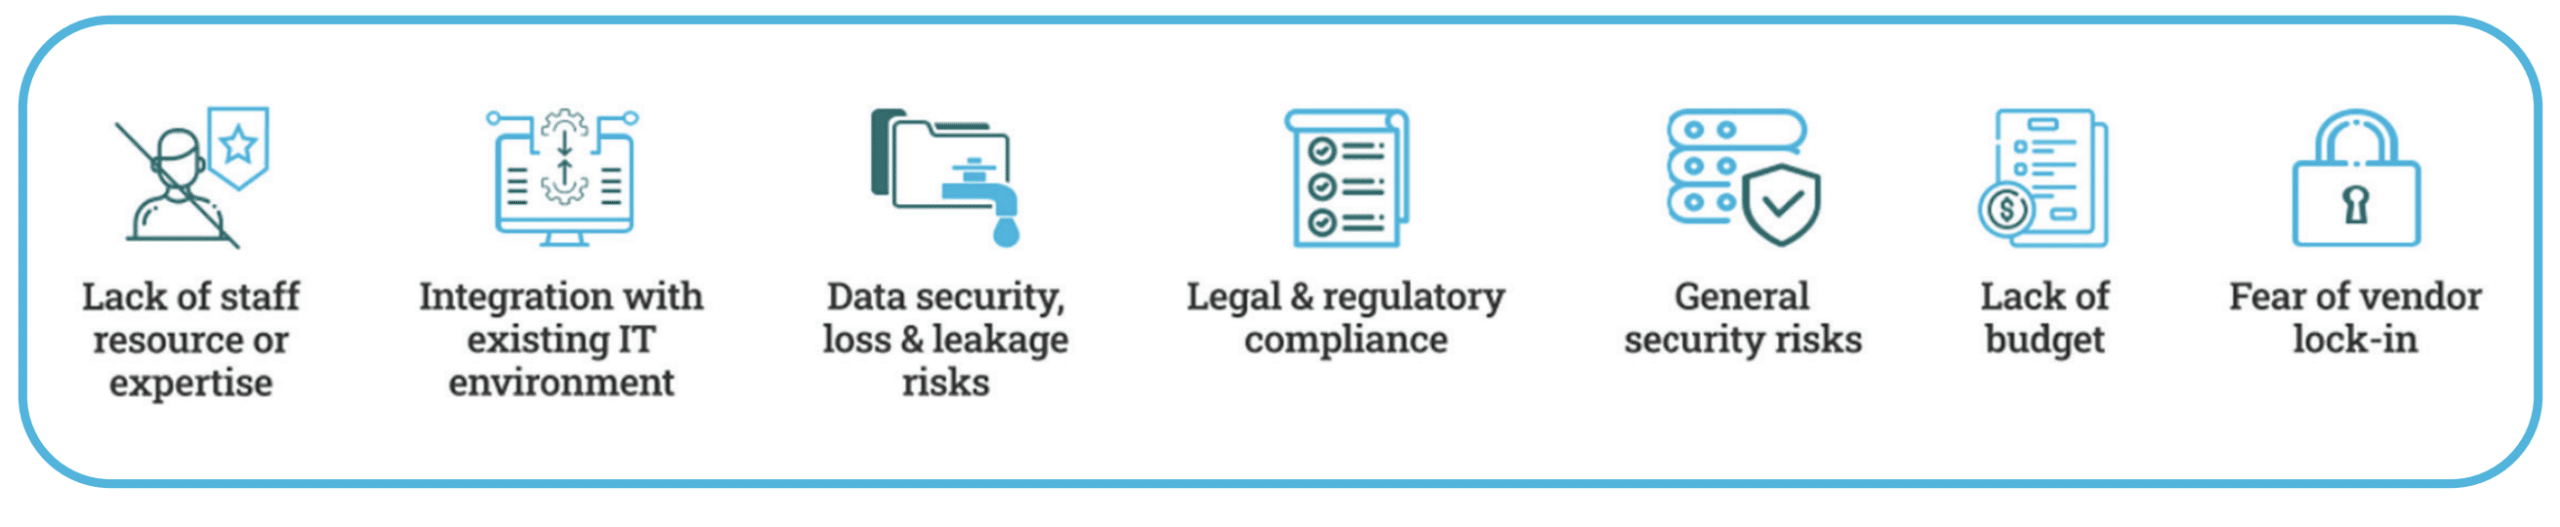 Lack of staff
resource or
expertise
Integration with
existing IT
environment
Data security,
loss & leakage
risks
Legal & regulatory
compliance
General
security risks
Lack of
budget
Fear of vendor
lock-in
$